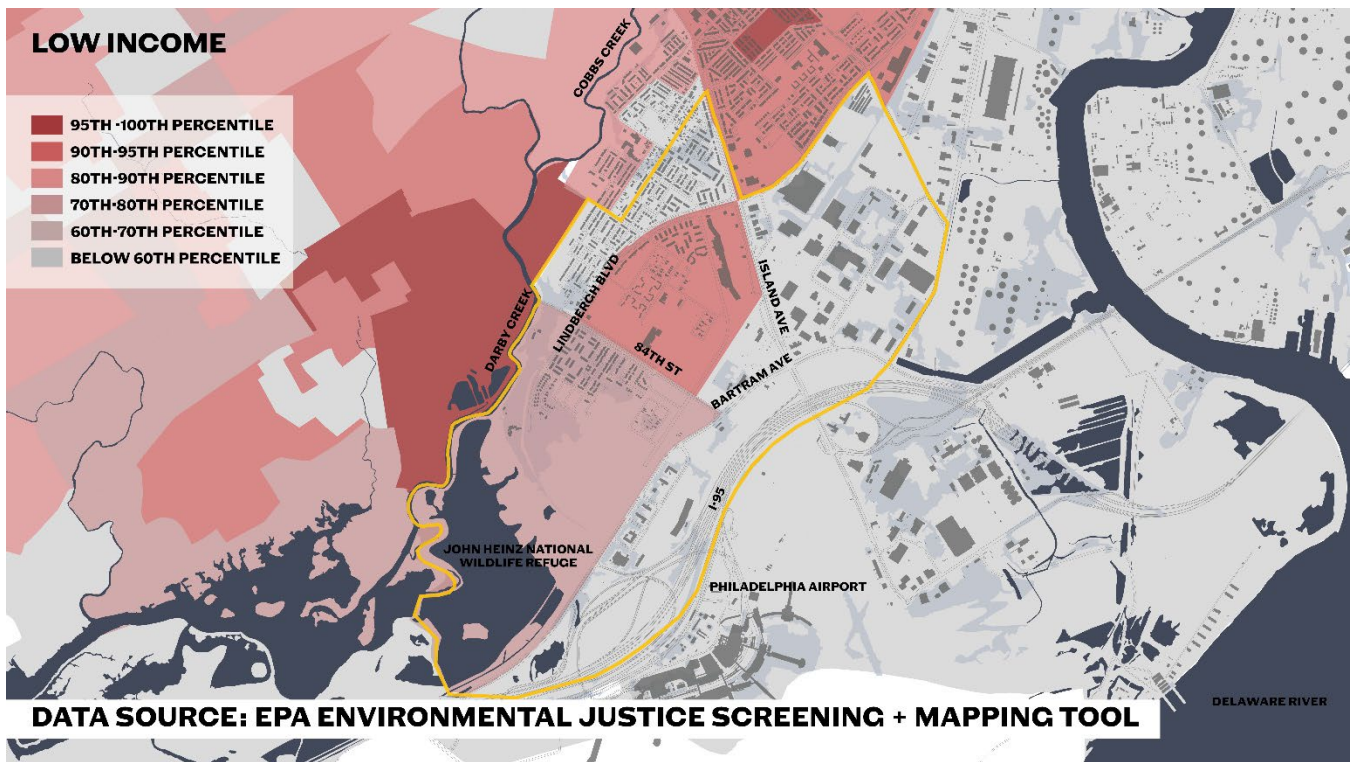 LOW INCOME
95TH -100TH PERCENTILE
90TH-95TH PERCENTILE
80TH-90TH PERCENTILE
70TH-80TH PERCENTILE
60TH-70TH PERCENTILE
BELOW 60TH PERCENTILE
COBBS CREEK
DARBY CREEK
LINDBERGH BLVD
84TH ST
ISLAND AVE
BARTRAM AVE
I-95
JOHN HEINZ NATIONAL
WILDLIFE REFUGE
PHILADELPHIA AIRPORT
DELAWARE RIVER
DATA SOURCE: EPA ENVIRONMENTAL JUSTICE SCREENING + MAPPING TOOL